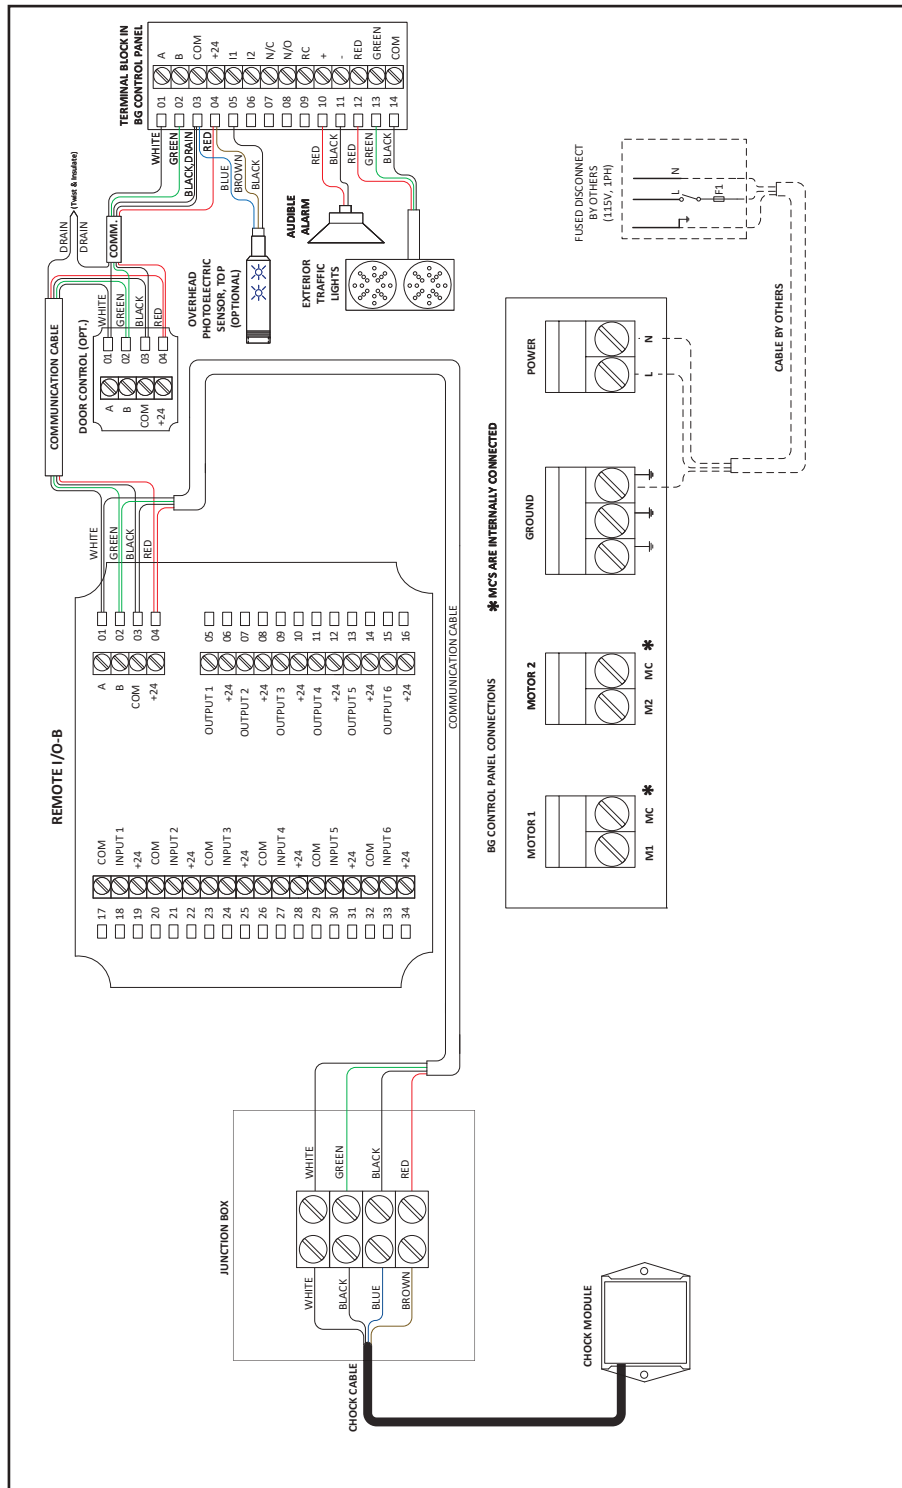 JUNCTION BOX
WHITE
GREEN
BLACK
RED
WHITE
BLACK
BLUE
BROWN
CHOCK CABLE
CHOCK MODULE
REMOTE I/O-B
17 COM
18 INPUT 1
19 +24
20 COM
21 INPUT 2
22 +24
23 COM
24 INPUT 3
25 +24
26 COM
27 INPUT 4
28 +24
29 COM
30 INPUT 5
31 +24
32 COM
33 INPUT 6
34 +24
A 01 WHITE
B 02 GREEN
COM 03 BLACK
+24 04 RED
OUTPUT 1 05
+24 06
OUTPUT 2 07
+24 08
OUTPUT 3 09
+24 10
OUTPUT 4 11
+24 12
OUTPUT 5 13
+24 14
OUTPUT 6 15
+24 16
COMMUNICATION CABLE
COMMUNICATION CABLE
DOOR CONTROL (OPT.)
A 01 WHITE
B 02 GREEN
COM 03 BLACK
+24 04 RED
DRAIN
DRAIN
(Twist & Insulate)
COMM.
TERMINAL BLOCK IN
BG CONTROL PANEL
WHITE 01 A
GREEN 02 B
BLACK,DRAIN 03 COM
RED 04 +24
BLUE
BROWN
BLACK 05 I1
06 I2
07 N/C
08 N/O
09 RC
RED 10 +
BLACK 11 -
RED 12 RED
GREEN 13 GREEN
BLACK 14 COM
OVERHEAD
PHOTOELECTRIC
SENSOR, TOP
(OPTIONAL)
AUDIBLE
ALARM
EXTERIOR
TRAFFIC
LIGHTS
BG CONTROL PANEL CONNECTIONS
* MC'S ARE INTERNALLY CONNECTED
MOTOR 1
M1 MC *
MOTOR 2
M2 MC *
GROUND
POWER
L N
CABLE BY OTHERS
FUSED DISCONNECT
BY OTHERS
(115V, 1PH)
L N
F1